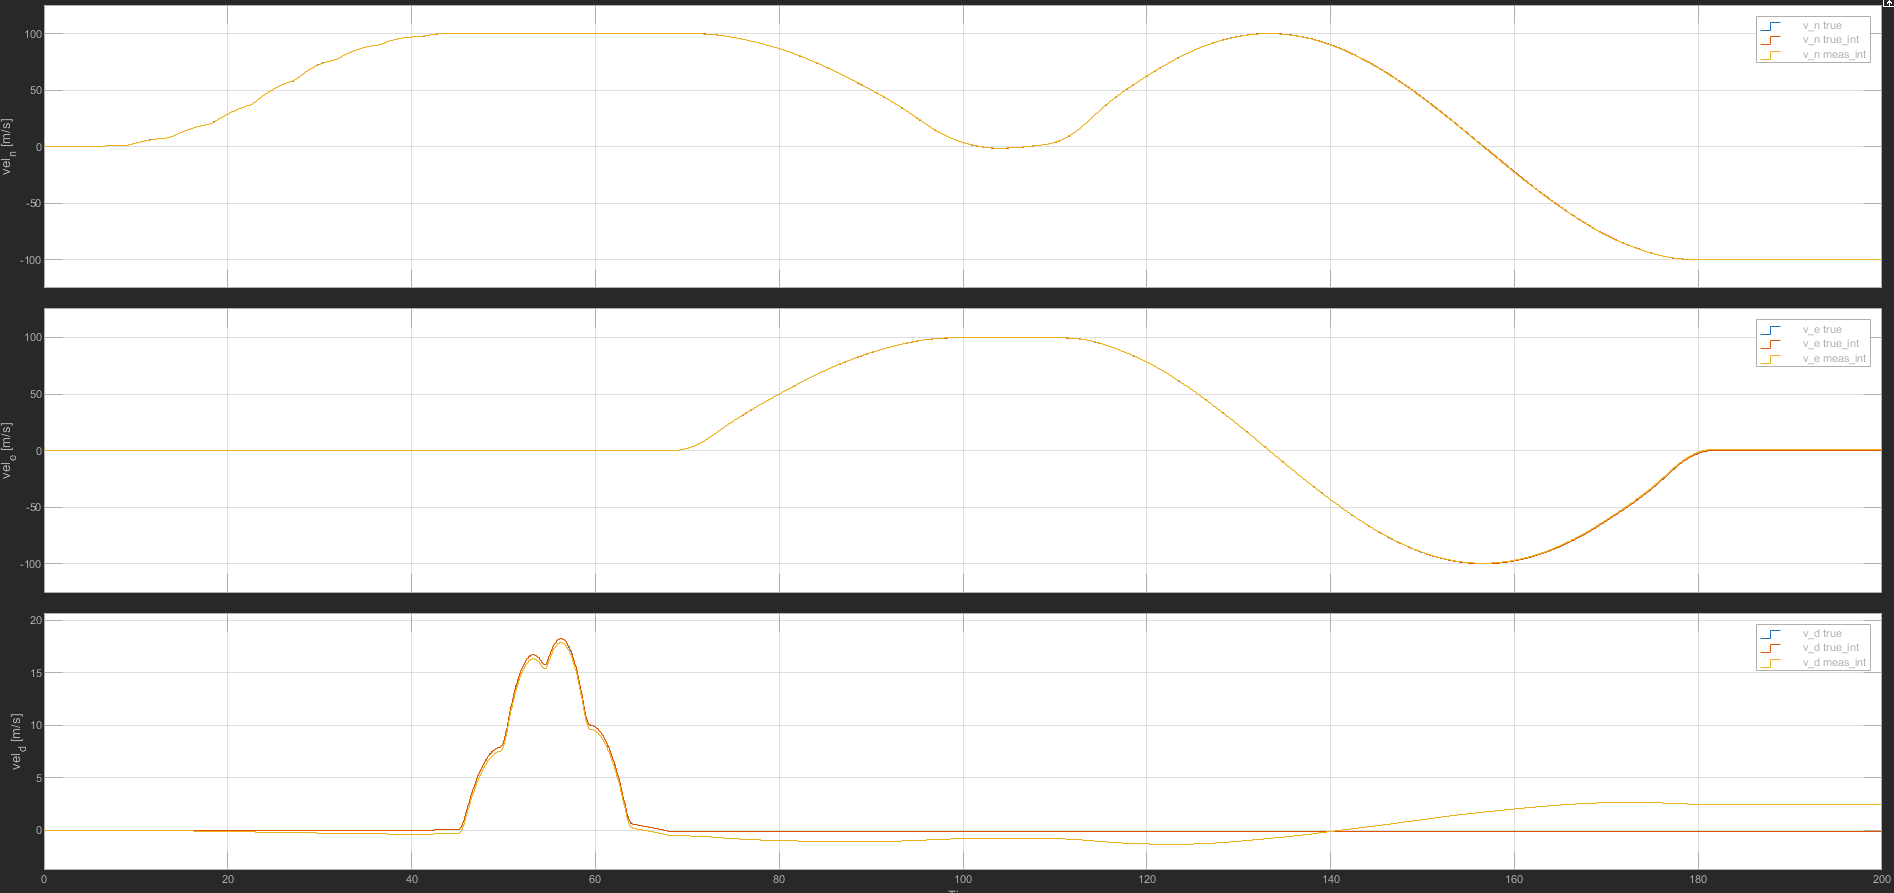 100
50
0
-50
-100
vel_n [m/s]
v_n true
v_n true_int
v_n meas_int
100
50
0
-50
-100
vel_e [m/s]
v_e true
v_e true_int
v_e meas_int
20
15
10
5
0
vel_d [m/s]
v_d true
v_d true_int
v_d meas_int
0 20 40 60 80 100 120 140 160 180 200